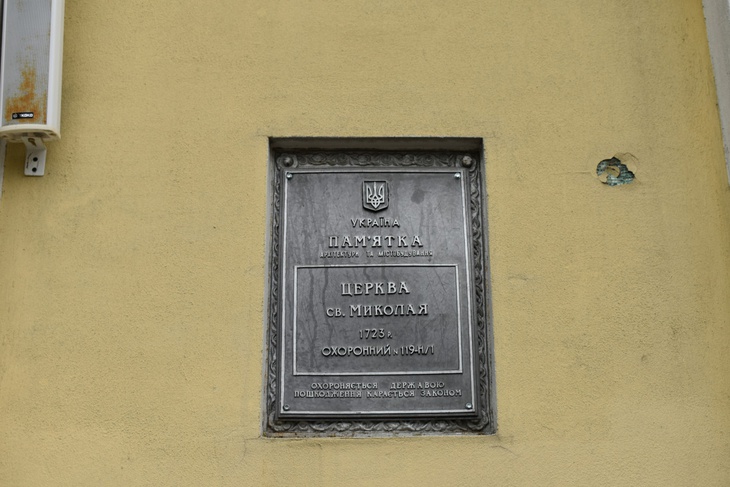 УКРАЇНА
ПАМ'ЯТКА
АРХІТЕКТУРИ ТА МІСТОБУДУВАННЯ
ЦЕРКВА
СВ. МИКОЛАЯ
1723 Р.
ОХОРОННИЙ № 119-Н/1
ОХОРОНЯЄТЬСЯ ДЕРЖАВОЮ
ПОШКОДЖЕННЯ КАРАЄТЬСЯ ЗАКОНОМ